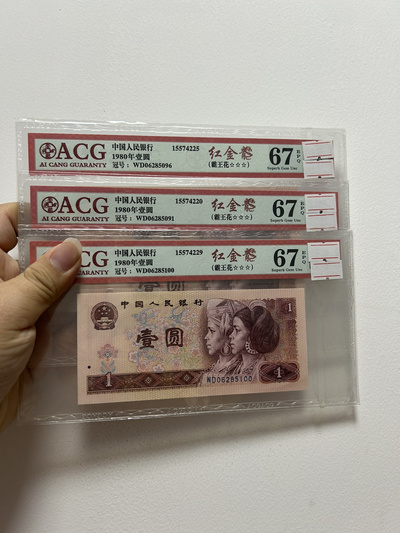 ACG
AI CANG GUARANTY
中国人民银行 15574225
1980年壹圆
冠号：WD06285096
红金龙
(霸王花☆☆☆)
67 EPQ
Superb Gem Unc
ACG
AI CANG GUARANTY
中国人民银行 15574220
1980年壹圆
冠号：WD06285091
红金龙
(霸王花☆☆☆)
67 EPQ
Superb Gem Unc
ACG
AI CANG GUARANTY
中国人民银行 15574229
1980年壹圆
冠号：WD06285100
红金龙
(霸王花☆☆☆)
67 EPQ
Superb Gem Unc
中国人民银行
1
壹圆
1
WD06285100